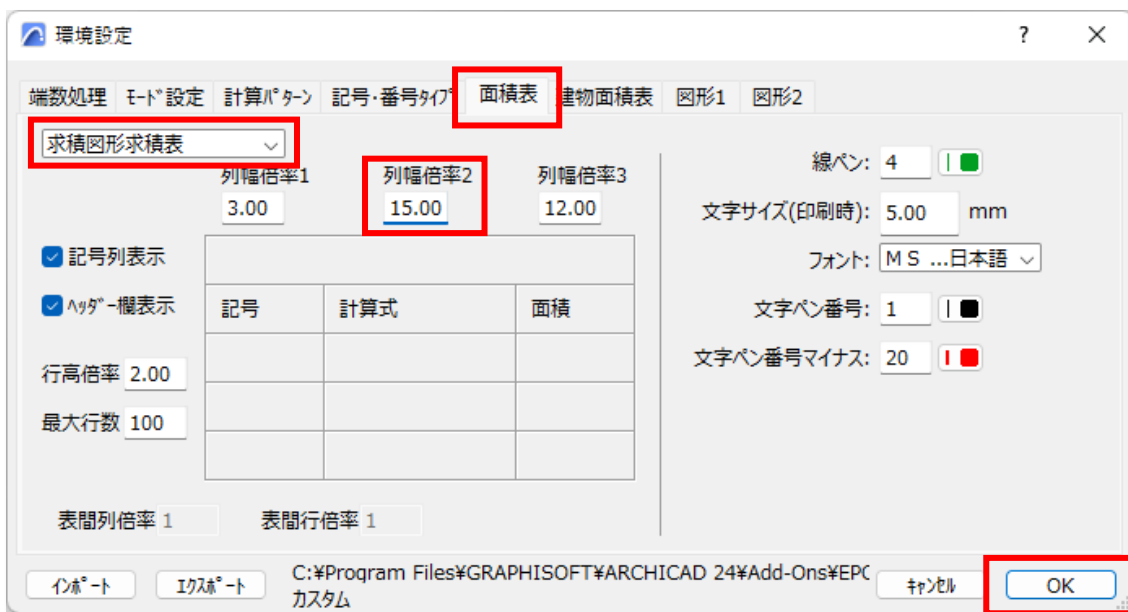 環境設定
?
端数処理 ﾓｰﾄﾞ設定 計算ﾊﾟﾀｰﾝ 記号・番号ﾀｲﾌﾟ 面積表 建物面積表 図形1 図形2
求積図形求積表
列幅倍率1 列幅倍率2 列幅倍率3
3.00 15.00 12.00
記号列表示
ﾍｯﾀﾞｰ欄表示
記号 計算式 面積
行高倍率 2.00
最大行数 100
表間列倍率 1 表間行倍率 1
線ペン: 4
文字サイズ(印刷時): 5.00 mm
フォント: ＭＳ ...日本語
文字ペン番号: 1
文字ペン番号マイナス: 20
ｲﾝﾎﾟｰﾄ ｴｸｽﾎﾟｰﾄ C:¥Program Files¥GRAPHISOFT¥ARCHICAD 24¥Add-Ons¥EPC ｷｬﾝｾﾙ OK
カスタム